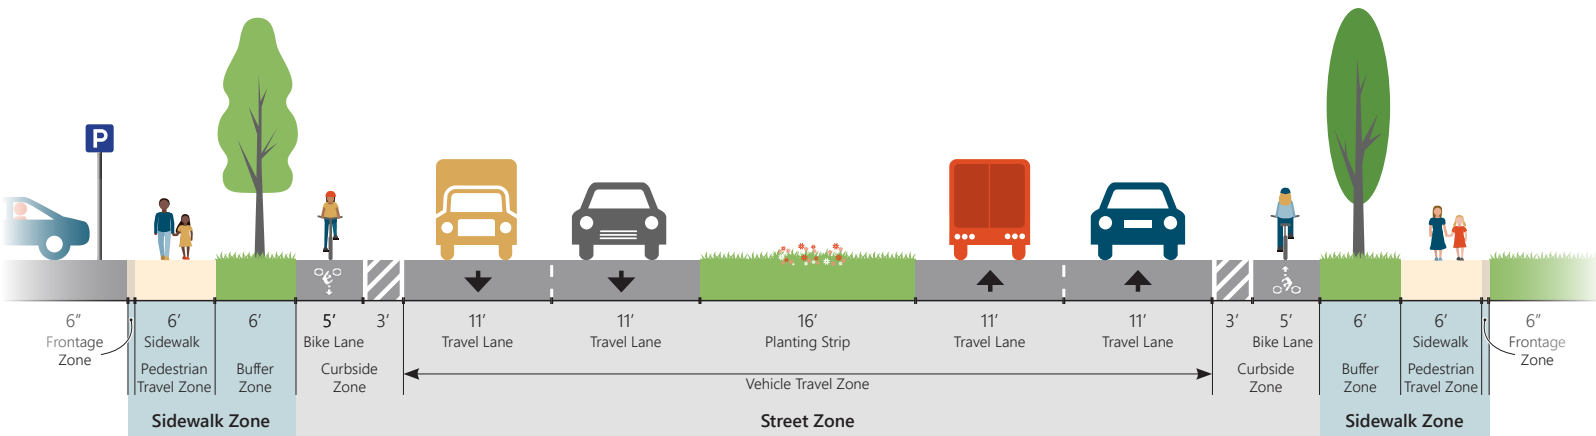 P
6″
Frontage
Zone
6’
Sidewalk
Pedestrian
Travel Zone
6’
Buffer
Zone
Sidewalk Zone
5’
Bike Lane
3’
Curbside
Zone
11’
Travel Lane
11’
Travel Lane
16’
Planting Strip
11’
Travel Lane
11’
Travel Lane
Vehicle Travel Zone
Street Zone
3’
5’
Bike Lane
Curbside
Zone
6’
Buffer
Zone
6’
Sidewalk
Pedestrian
Travel Zone
Sidewalk Zone
6″
Frontage
Zone